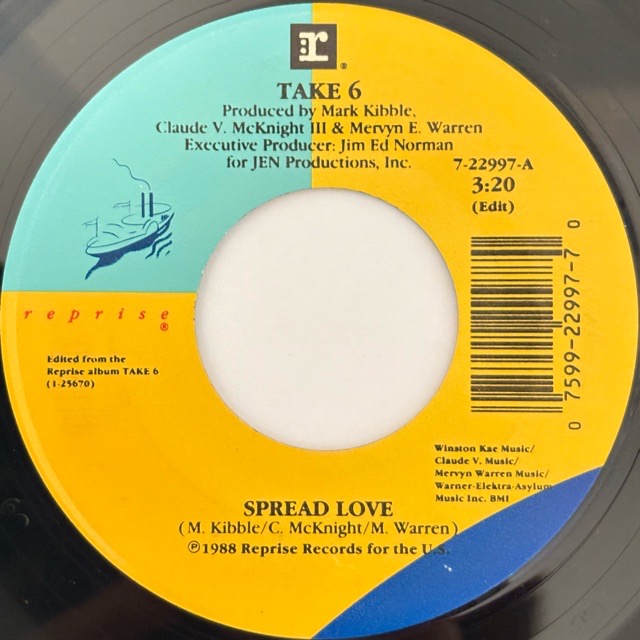 r
®
TAKE 6
Produced by Mark Kibble,
Claude V. McKnight III & Mervyn E. Warren
Executive Producer: Jim Ed Norman
for JEN Productions, Inc.
7-22997-A
3:20
(Edit)
reprise
®
Edited from the
Reprise album TAKE 6
(1-25670)
0 7599-22997-7 0
Winston Kae Music/
Claude V. Music/
Mervyn Warren Music/
Warner-Elektra-Asylum
Music Inc. BMI
SPREAD LOVE
(M. Kibble/C. McKnight/M. Warren)
℗1988 Reprise Records for the U.S.